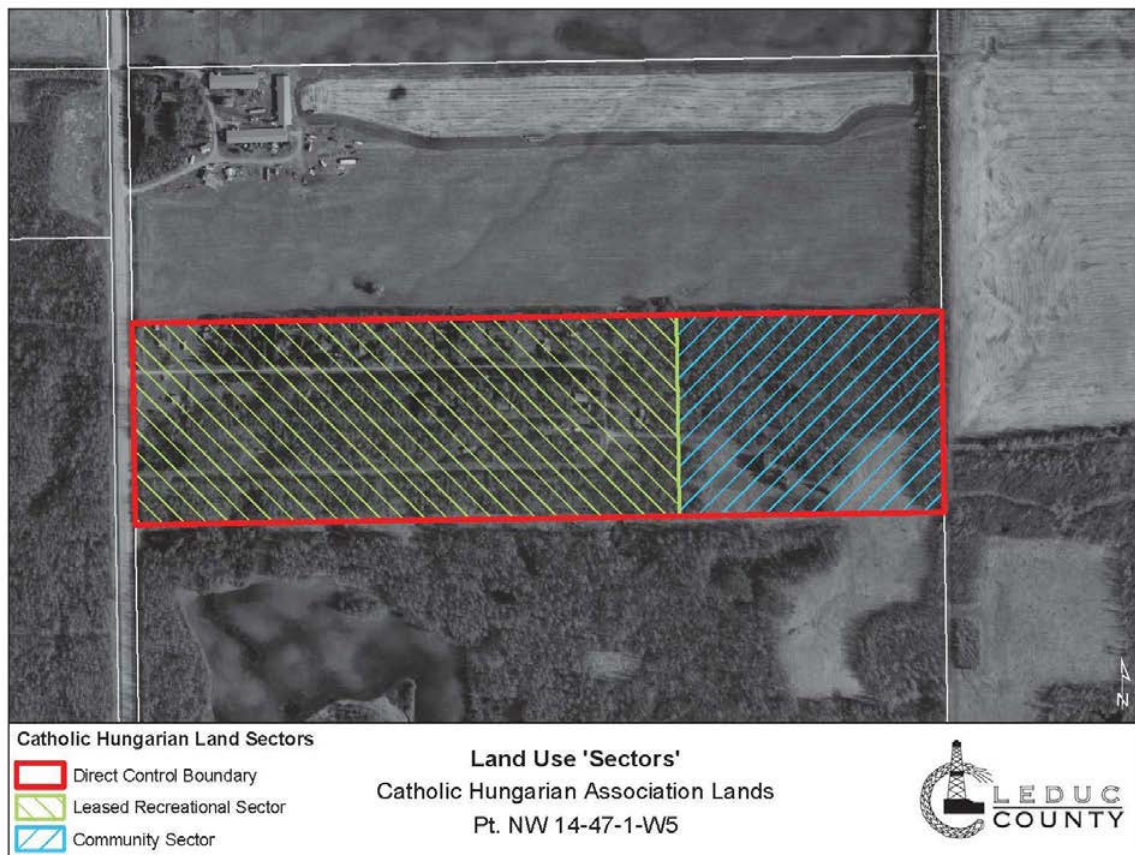 Catholic Hungarian Land Sectors
Direct Control Boundary
Leased Recreational Sector
Community Sector
Land Use 'Sectors'
Catholic Hungarian Association Lands
Pt. NW 14-47-1-W5
LEDUC
COUNTY
N